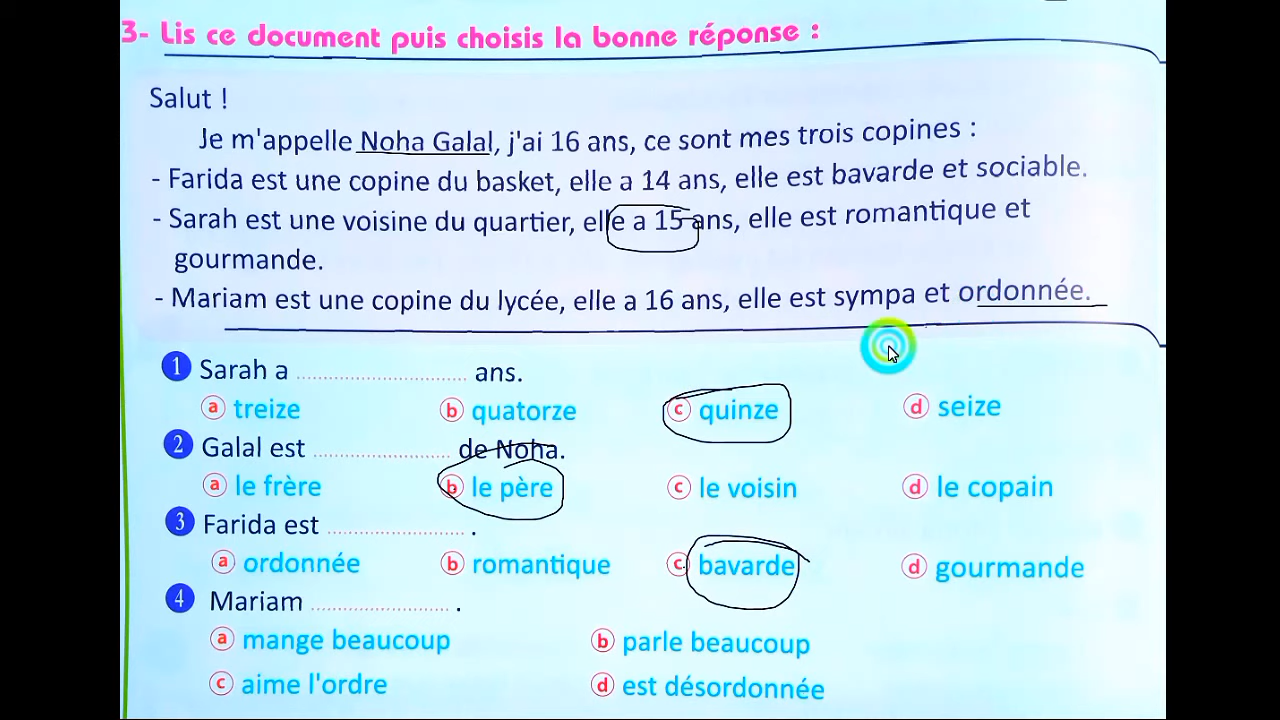 3- Lis ce document puis choisis la bonne réponse :
Salut !
Je m'appelle Noha Galal, j'ai 16 ans, ce sont mes trois copines :
- Farida est une copine du basket, elle a 14 ans, elle est bavarde et sociable.
- Sarah est une voisine du quartier, elle a 15 ans, elle est romantique et
gourmande.
- Mariam est une copine du lycée, elle a 16 ans, elle est sympa et ordonnée.
1 Sarah a ............................ ans.
a treize b quatorze c quinze d seize
2 Galal est ...................... de Noha.
a le frère b le père c le voisin d le copain
3 Farida est ...................... .
a ordonnée b romantique c bavarde d gourmande
4 Mariam ...................... .
a mange beaucoup b parle beaucoup
c aime l'ordre d est désordonnée